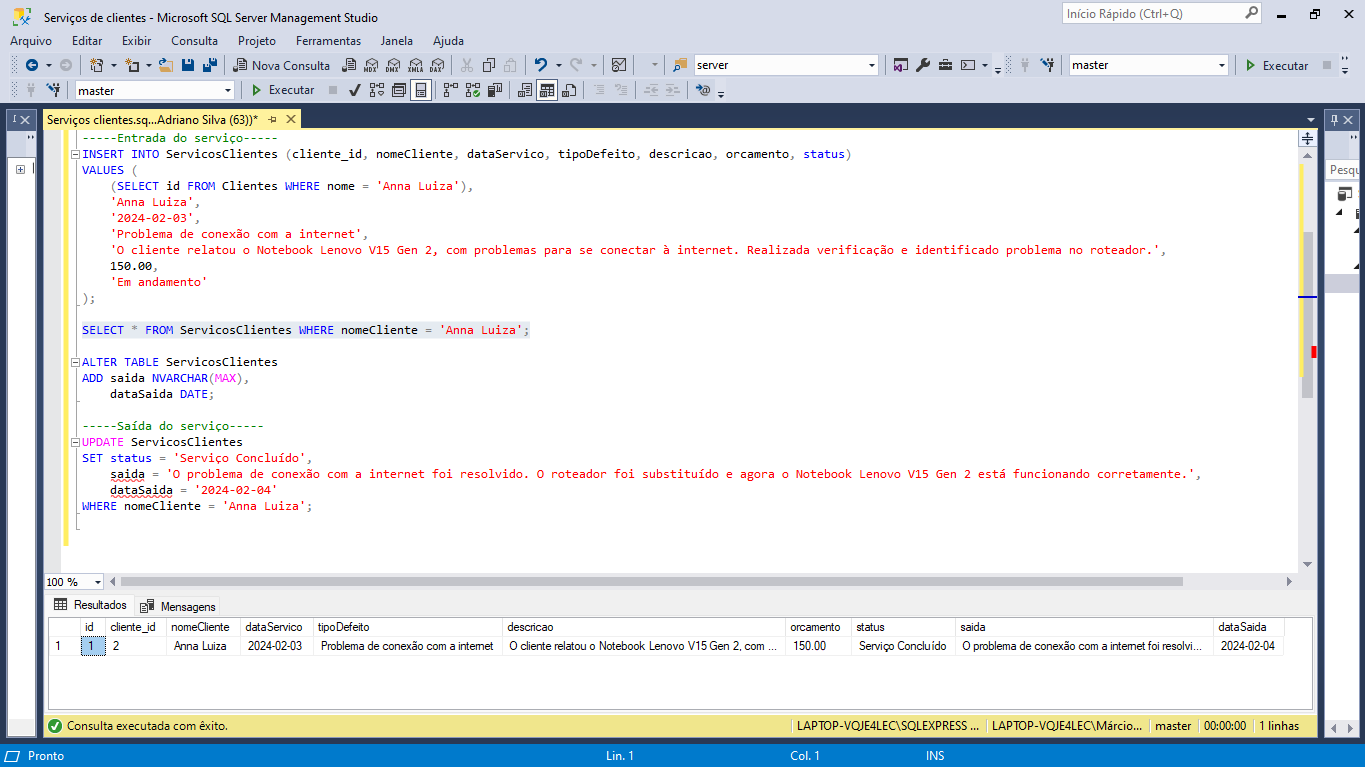 Serviços de clientes - Microsoft SQL Server Management Studio
Início Rápido (Ctrl+Q)
Arquivo Editar Exibir Consulta Projeto Ferramentas Janela Ajuda
Nova Consulta MDX DMX XMLA DAX server master Executar
master Executar
Serviços clientes.sq...Adriano Silva (63))*
-----Entrada do serviço-----
INSERT INTO ServicosClientes (cliente_id, nomeCliente, dataServico, tipoDefeito, descricao, orcamento, status)
VALUES (
(SELECT id FROM Clientes WHERE nome = 'Anna Luiza'),
'Anna Luiza',
'2024-02-03',
'Problema de conexão com a internet',
'O cliente relatou o Notebook Lenovo V15 Gen 2, com problemas para se conectar à internet. Realizada verificação e identificado problema no roteador.',
150.00,
'Em andamento'
);
SELECT * FROM ServicosClientes WHERE nomeCliente = 'Anna Luiza';
ALTER TABLE ServicosClientes
ADD saida NVARCHAR(MAX),
dataSaida DATE;
-----Saída do serviço-----
UPDATE ServicosClientes
SET status = 'Serviço Concluído',
saida = 'O problema de conexão com a internet foi resolvido. O roteador foi substituído e agora o Notebook Lenovo V15 Gen 2 está funcionando corretamente.',
dataSaida = '2024-02-04'
WHERE nomeCliente = 'Anna Luiza';
Pesqu
100 %
Resultados Mensagens
id cliente_id nomeCliente dataServico tipoDefeito descricao orcamento status saida dataSaida
1 1 2 Anna Luiza 2024-02-03 Problema de conexão com a internet O cliente relatou o Notebook Lenovo V15 Gen 2, com ... 150.00 Serviço Concluído O problema de conexão com a internet foi resolvi... 2024-02-04
Consulta executada com êxito. LAPTOP-VQJE4LEC\SQLEXPRESS ... LAPTOP-VQJE4LEC\Márcio... master 00:00:00 1 linhas
Pronto Lin. 1 Col. 1 INS